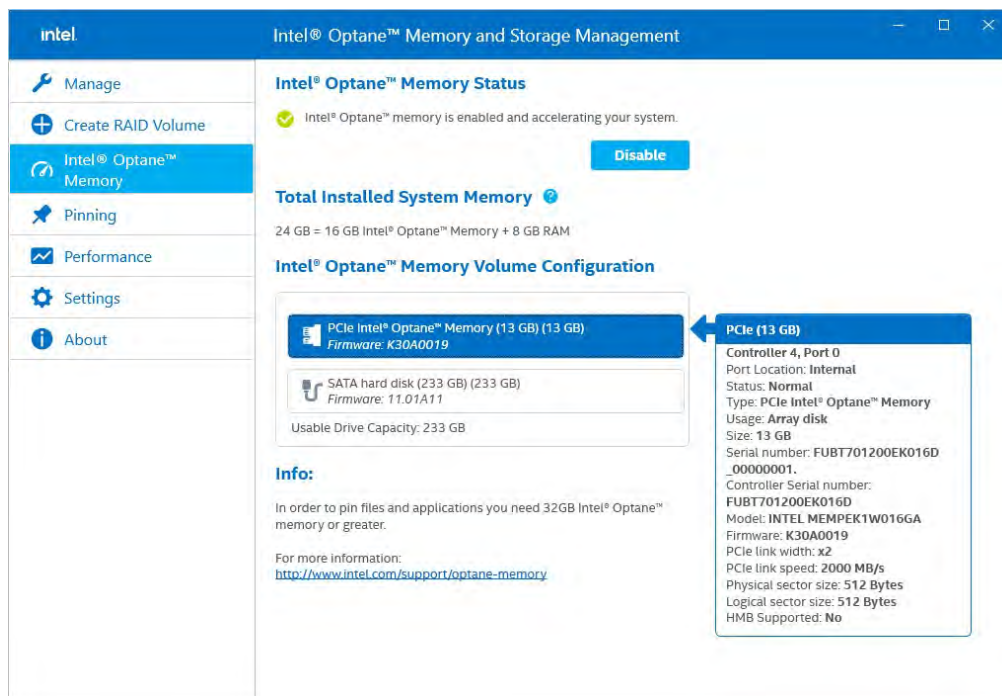 intel
Intel® Optane™ Memory and Storage Management
Manage
Create RAID Volume
Intel® Optane™
Memory
Pinning
Performance
Settings
About
Intel® Optane™ Memory Status
Intel® Optane™ memory is enabled and accelerating your system.
Disable
Total Installed System Memory ?
24 GB = 16 GB Intel® Optane™ Memory + 8 GB RAM
Intel® Optane™ Memory Volume Configuration
PCIe Intel® Optane™ Memory (13 GB) (13 GB)
Firmware: K30A0019
SATA hard disk (233 GB) (233 GB)
Firmware: 11.01A11
Usable Drive Capacity: 233 GB
Info:
In order to pin files and applications you need 32GB Intel® Optane™
memory or greater.
For more information:
http://www.intel.com/support/optane-memory
PCIe (13 GB)
Controller 4, Port 0
Port Location: Internal
Status: Normal
Type: PCIe Intel® Optane™ Memory
Usage: Array disk
Size: 13 GB
Serial number: FUBT701200EK016D
_00000001.
Controller Serial number:
FUBT701200EK016D
Model: INTEL MEMPEK1W016GA
Firmware: K30A0019
PCIe link width: x2
PCIe link speed: 2000 MB/s
Physical sector size: 512 Bytes
Logical sector size: 512 Bytes
HMB Supported: No